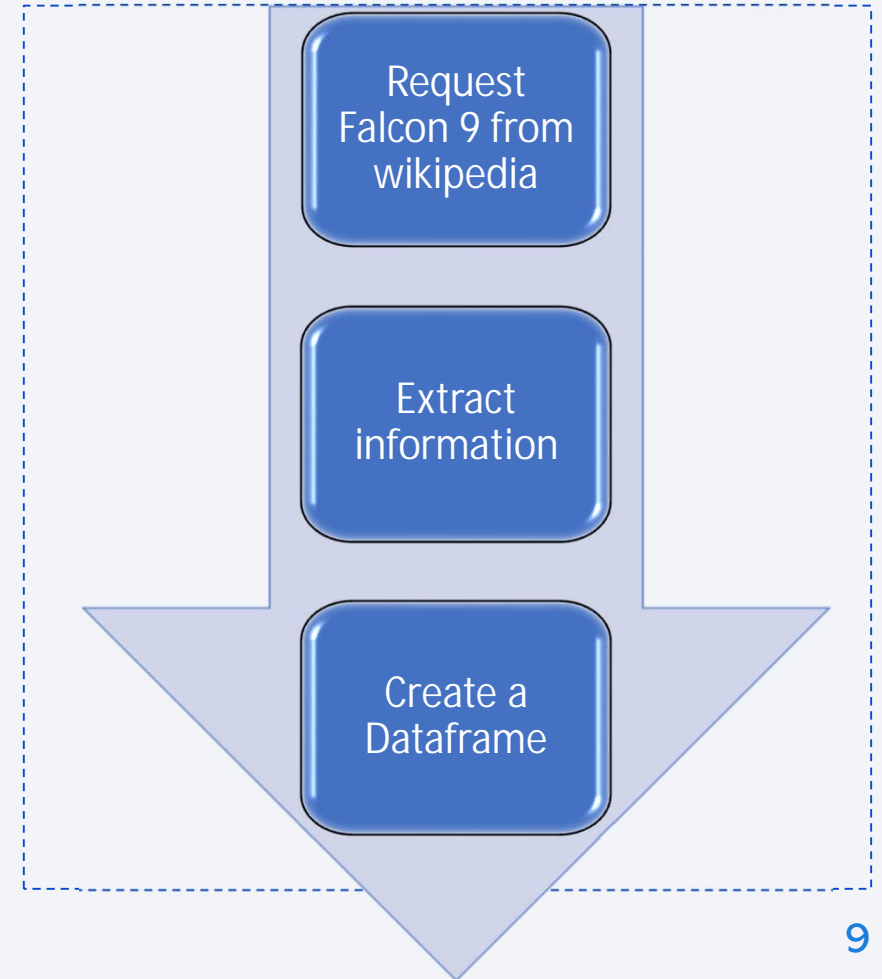 Request
Falcon 9 from
wikipedia
Extract
information
Create a
Dataframe
9